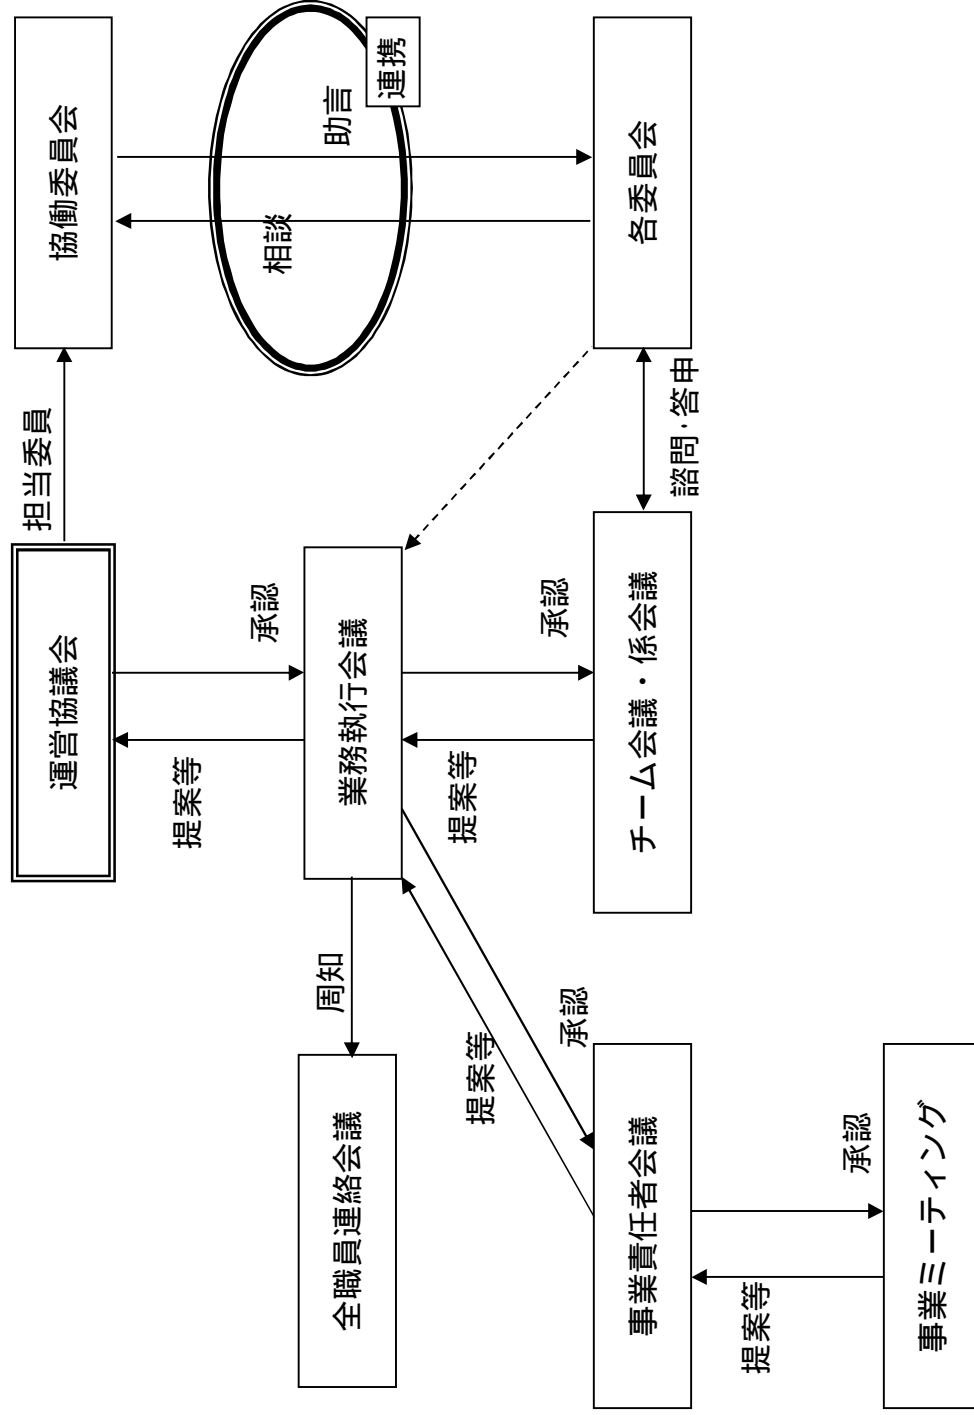 運営協議会
担当委員
協働委員会
提案等
承認
相談
助言
連携
全職員連絡会議
周知
業務執行会議
提案等
承認
提案等
承認
事業責任者会議
チーム会議・係会議
諮問・答申
各委員会
提案等
承認
事業ミーティング